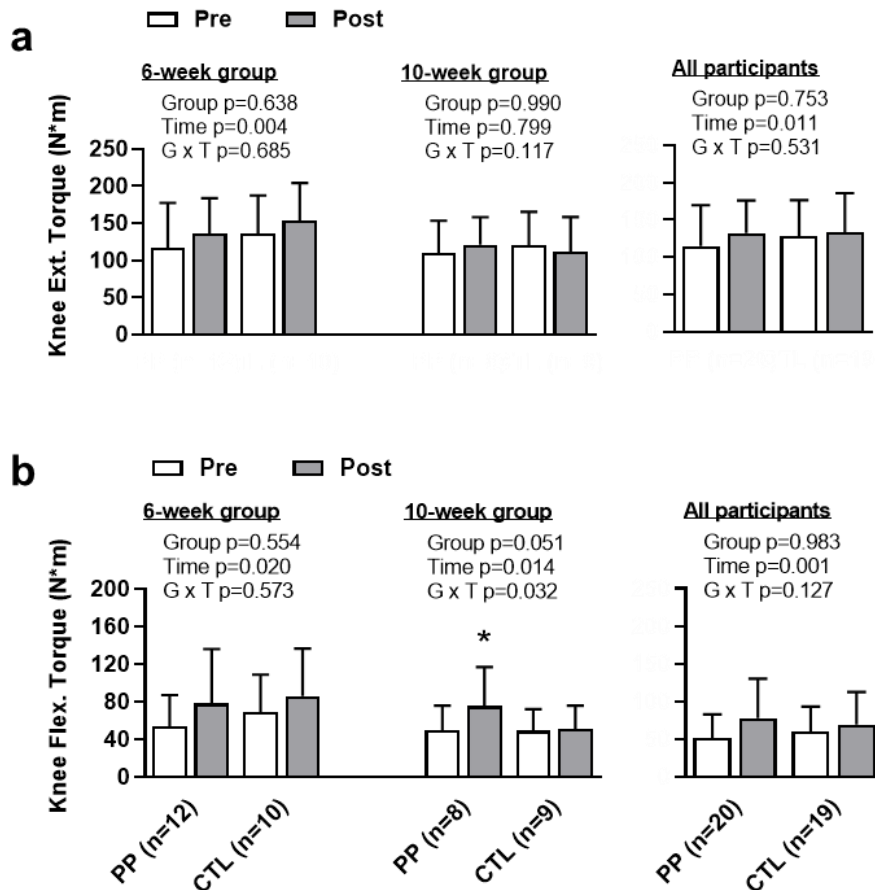 a
Pre Post
6-week group
Group p=0.638
Time p=0.004
G x T p=0.685
10-week group
Group p=0.990
Time p=0.799
G x T p=0.117
All participants
Group p=0.753
Time p=0.011
G x T p=0.531
Knee Ext. Torque (N*m)
250
200
150
100
50
0
b
Pre Post
6-week group
Group p=0.554
Time p=0.020
G x T p=0.573
10-week group
Group p=0.051
Time p=0.014
G x T p=0.032
All participants
Group p=0.983
Time p=0.001
G x T p=0.127
Knee Flex. Torque (N*m)
200
160
120
80
40
0
*
PP (n=12)
CTL (n=10)
PP (n=8)
CTL (n=9)
PP (n=20)
CTL (n=19)